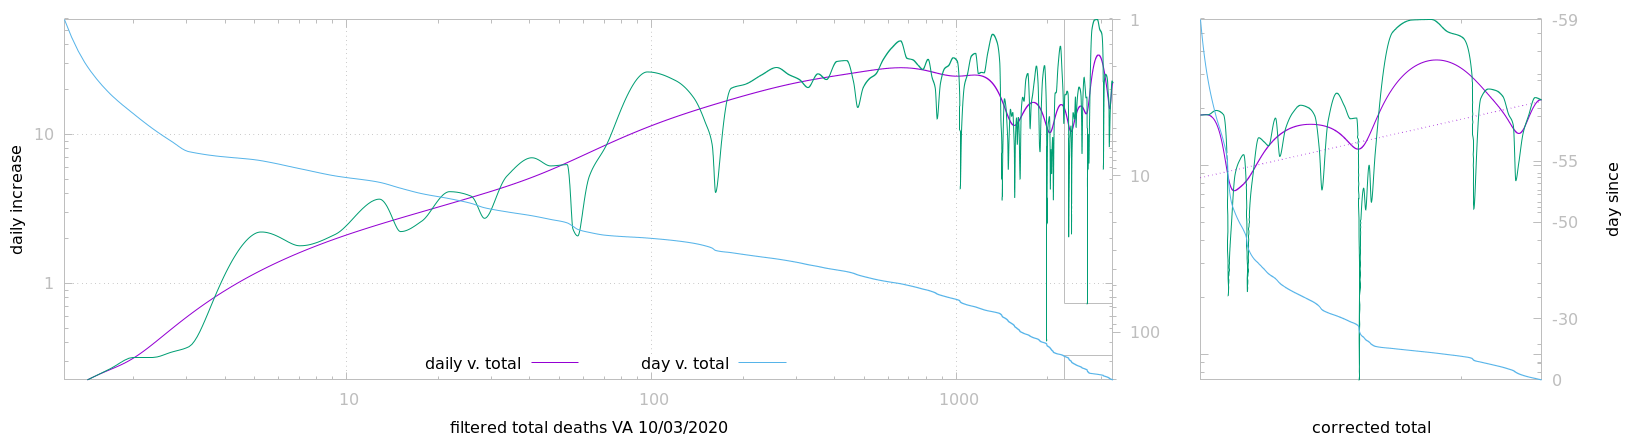 daily increase
10
1
daily v. total
day v. total
10
100
1000
filtered total deaths VA 10/03/2020
1
10
100
-59
-55
-50
-30
0
day since
corrected total